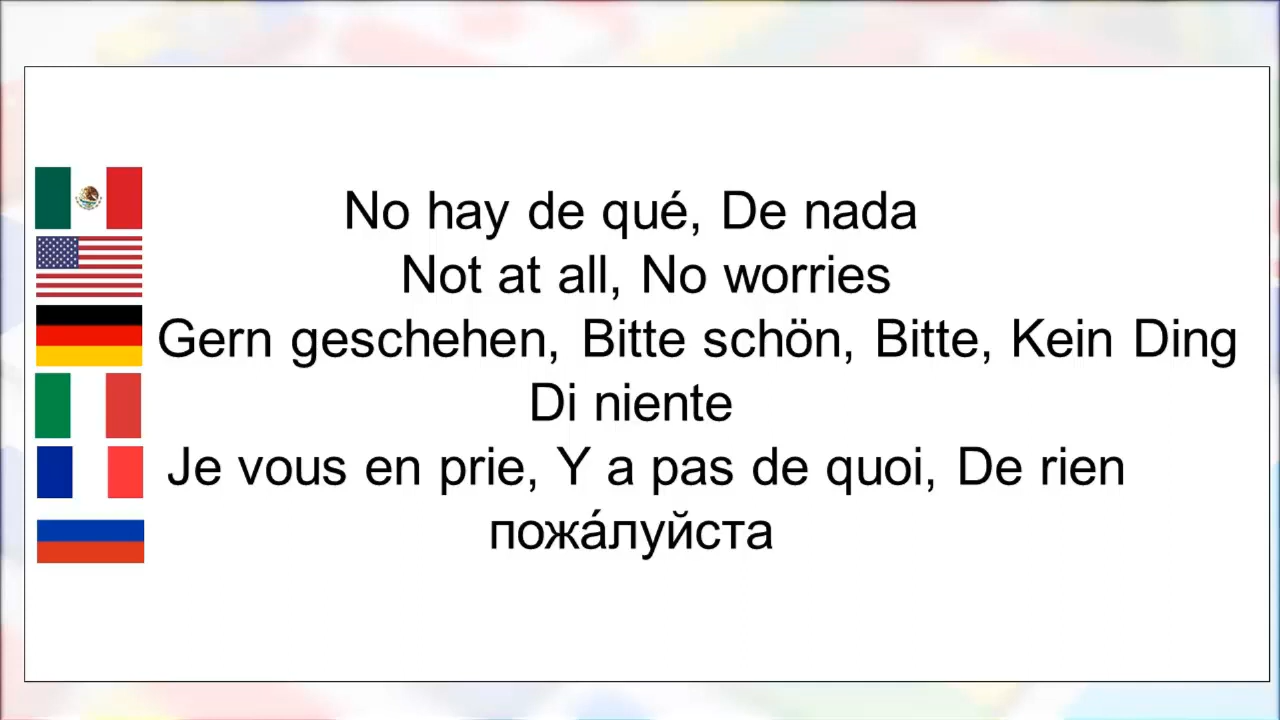 No hay de qué, De nada
Not at all, No worries
Gern geschehen, Bitte schön, Bitte, Kein Ding
Di niente
Je vous en prie, Y a pas de quoi, De rien
пожа́луйста